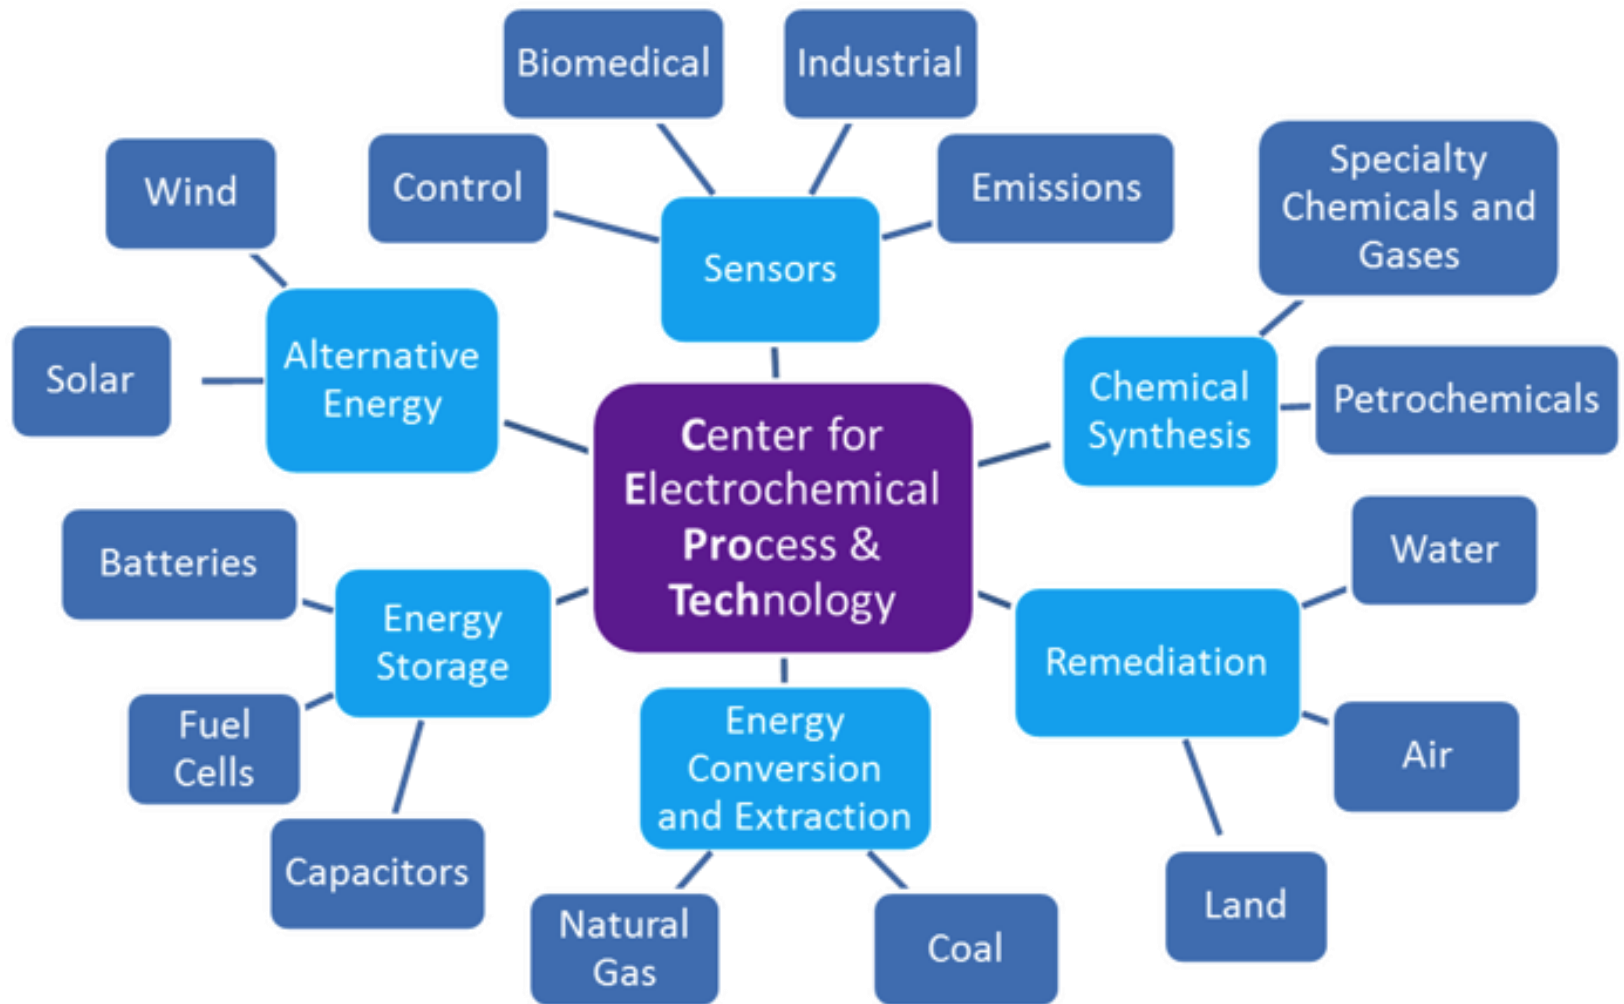 Biomedical
Industrial
Wind
Control
Emissions
Specialty
Chemicals and
Gases
Sensors
Solar
Alternative
Energy
Chemical
Synthesis
Petrochemicals
Center for
Electrochemical
Process &
Technology
Batteries
Water
Energy
Storage
Remediation
Fuel
Cells
Energy
Conversion
and Extraction
Air
Capacitors
Land
Natural
Gas
Coal